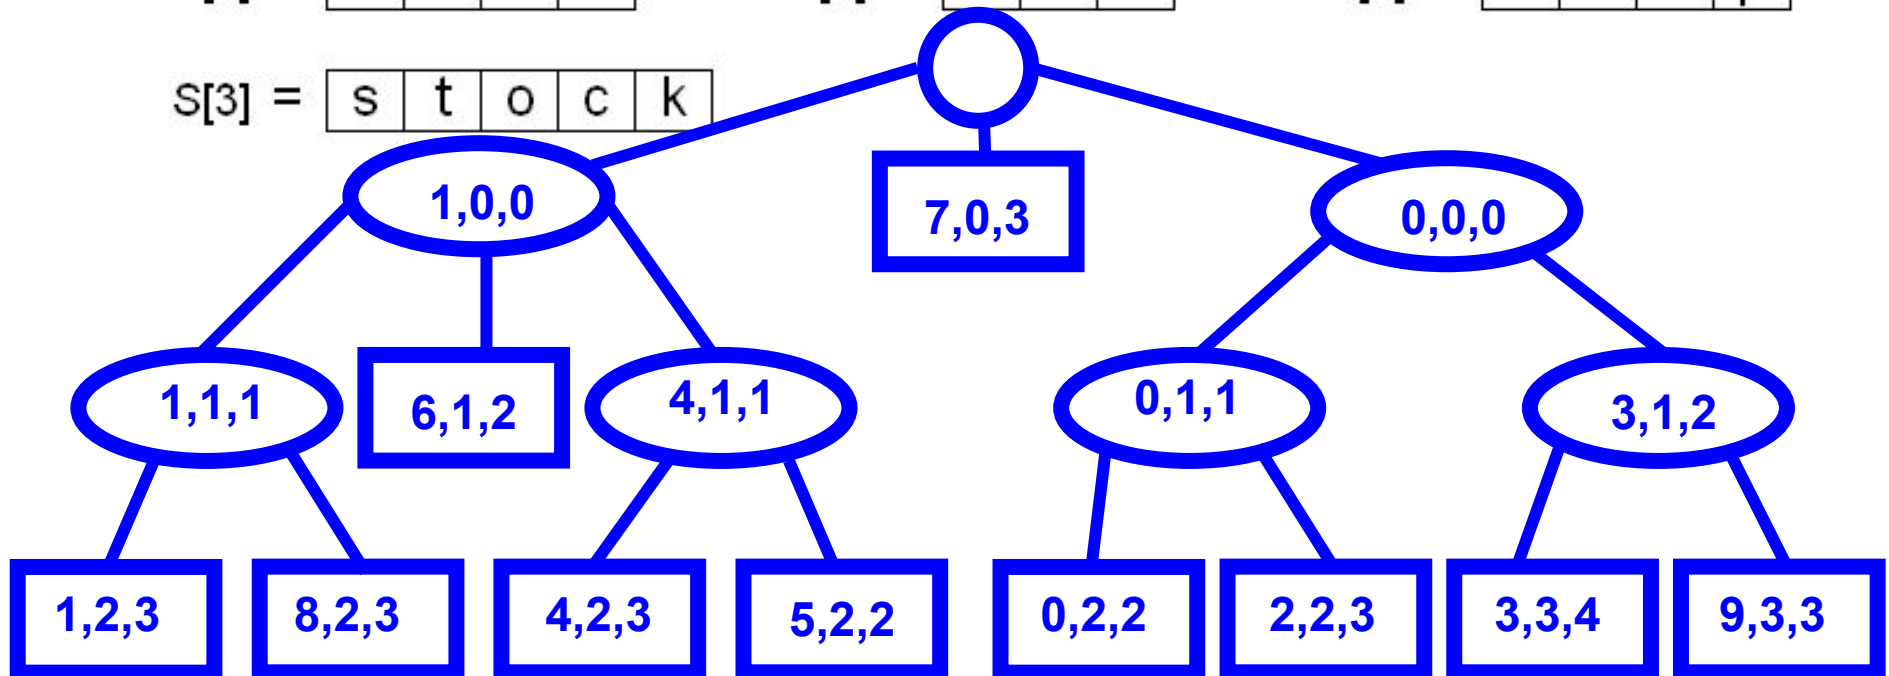 S[3] = s t o c k
1,0,0 7,0,3 0,0,0
1,1,1 6,1,2 4,1,1 0,1,1 3,1,2
1,2,3 8,2,3 4,2,3 5,2,2 0,2,2 2,2,3 3,3,4 9,3,3